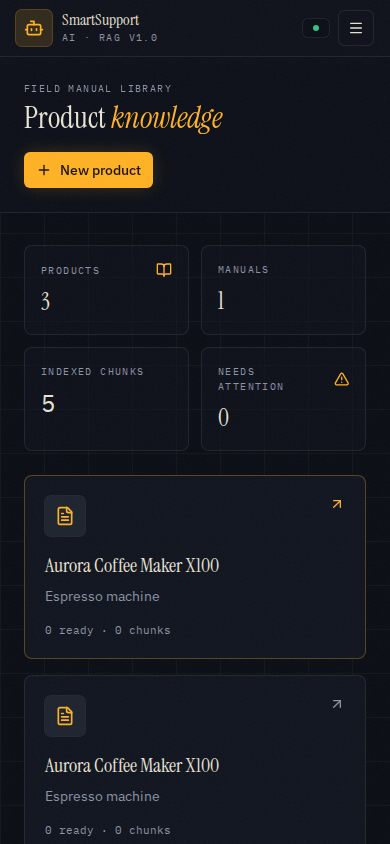 SmartSupport
AI · RAG V1.0
FIELD MANUAL LIBRARY
Product knowledge
New product
PRODUCTS
3
MANUALS
1
INDEXED CHUNKS
5
NEEDS
ATTENTION
0
Aurora Coffee Maker X100
Espresso machine
0 ready · 0 chunks
Aurora Coffee Maker X100
Espresso machine
0 ready · 0 chunks